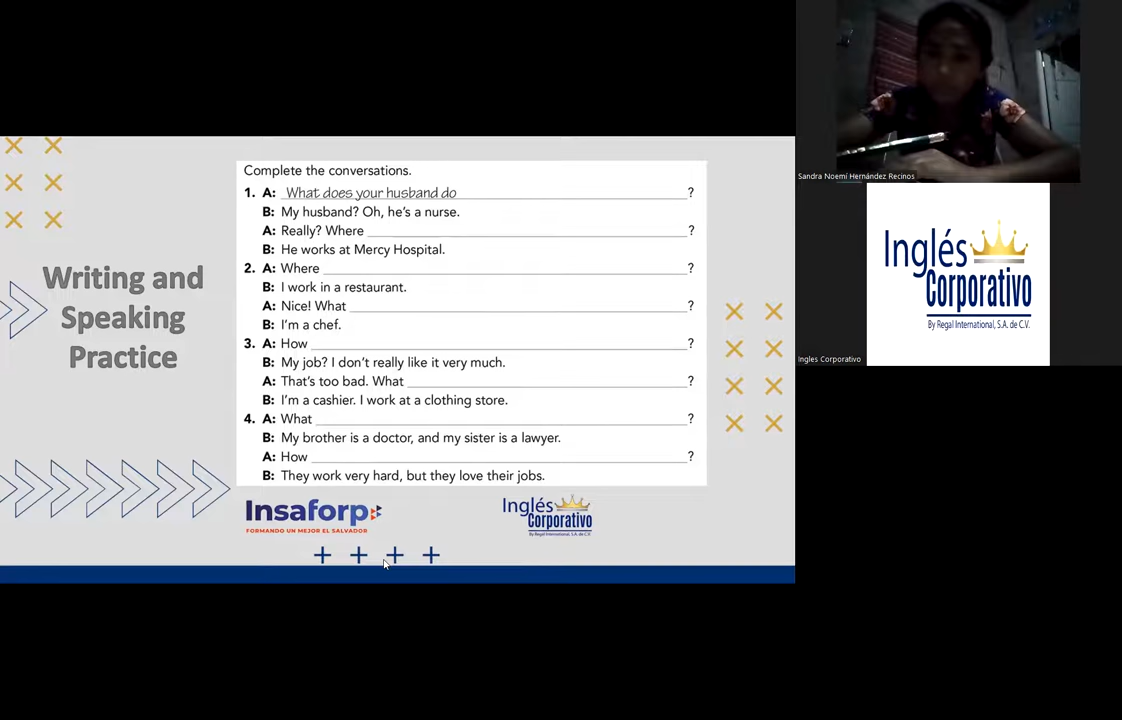 Writing and
Speaking
Practice
Complete the conversations.
1. A: What does your husband do ?
B: My husband? Oh, he's a nurse.
A: Really? Where ?
B: He works at Mercy Hospital.
2. A: Where ?
B: I work in a restaurant.
A: Nice! What ?
B: I'm a chef.
3. A: How ?
B: My job? I don't really like it very much.
A: That's too bad. What ?
B: I'm a cashier. I work at a clothing store.
4. A: What ?
B: My brother is a doctor, and my sister is a lawyer.
A: How ?
B: They work very hard, but they love their jobs.
Insaforp
FORMANDO UN MEJOR EL SALVADOR
Inglés
Corporativo
By Regal International, S.A. de C.V.
Sandra Noemí Hernández Recinos
Inglés
Corporativo
By Regal International, S.A. de C.V.
Ingles Corporativo